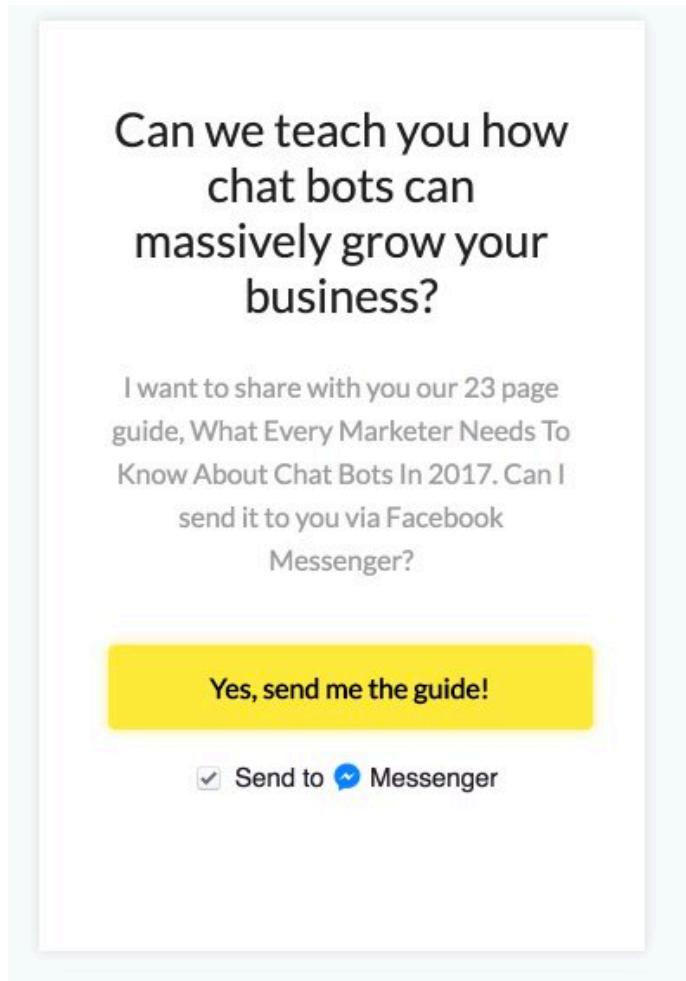 Can we teach you how
chat bots can
massively grow your
business?
I want to share with you our 23 page
guide, What Every Marketer Needs To
Know About Chat Bots In 2017. Can I
send it to you via Facebook
Messenger?
Yes, send me the guide!
Send to Messenger